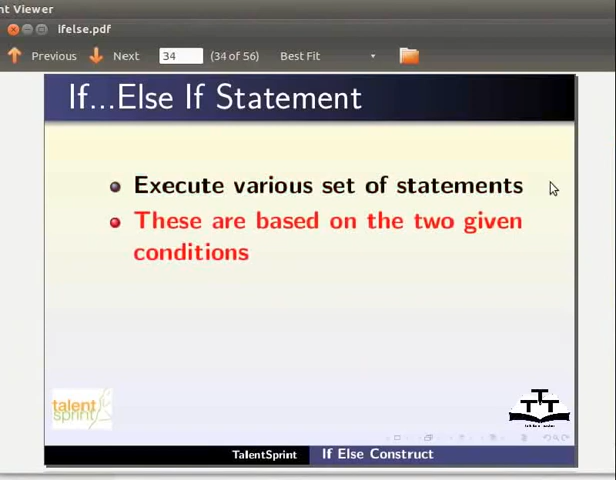 nt Viewer
ifelse.pdf
Previous Next 34 (34 of 56) Best Fit
If...Else If Statement
Execute various set of statements
These are based on the two given
conditions
talent
sprint
TalentSprint If Else Construct